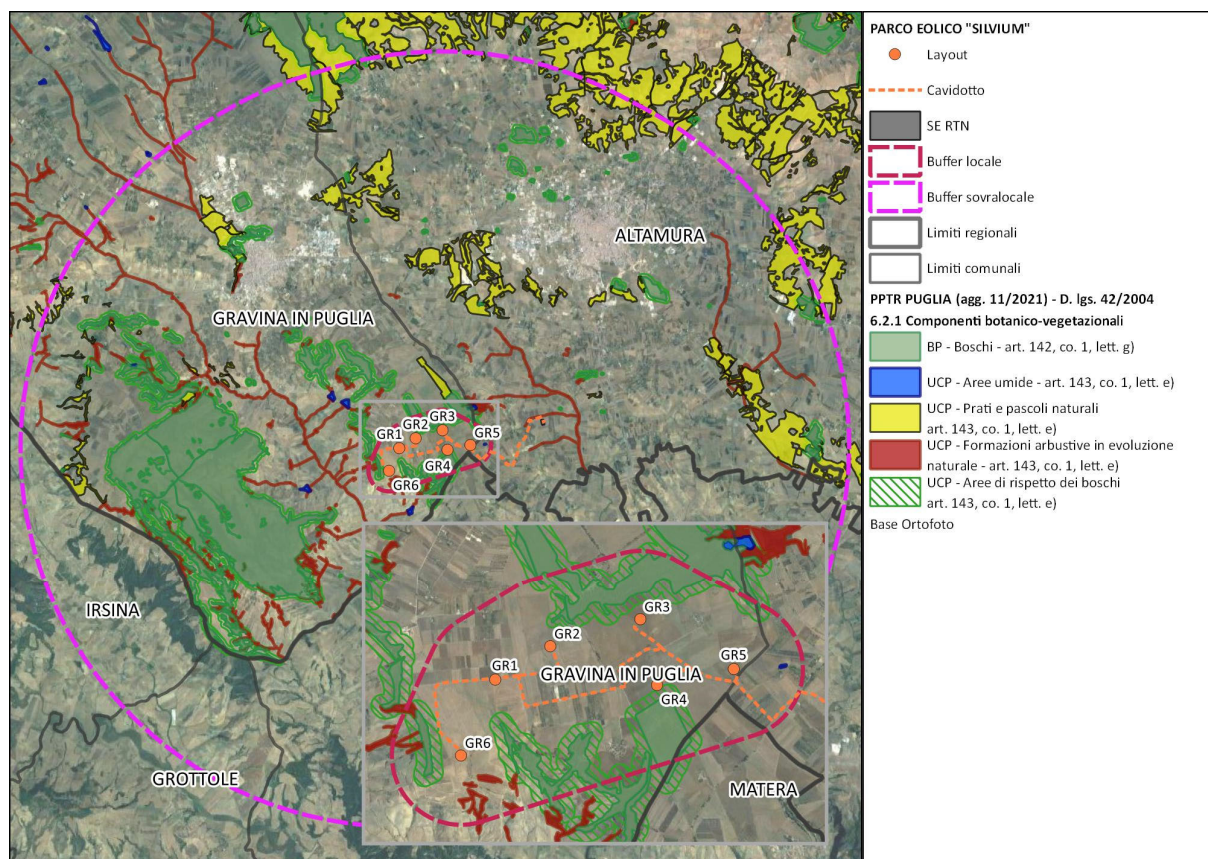 ALTAMURA
GRAVINA IN PUGLIA
GR3
GR2
GR1
GR5
GR4
GR6
IRSINA
GROTTOLE
GR3
GR2
GR5
GR1
GRAVINA IN PUGLIA
GR4
GR6
MATERA
PARCO EOLICO "SILVIUM"
Layout
Cavidotto
SE RTN
Buffer locale
Buffer sovralocale
Limiti regionali
Limiti comunali
PPTR PUGLIA (agg. 11/2021) - D. lgs. 42/2004
6.2.1 Componenti botanico-vegetazionali
BP - Boschi - art. 142, co. 1, lett. g)
UCP - Aree umide - art. 143, co. 1, lett. e)
UCP - Prati e pascoli naturali
art. 143, co. 1, lett. e)
UCP - Formazioni arbustive in evoluzione
naturale - art. 143, co. 1, lett. e)
UCP - Aree di rispetto dei boschi
art. 143, co. 1, lett. e)
Base Ortofoto